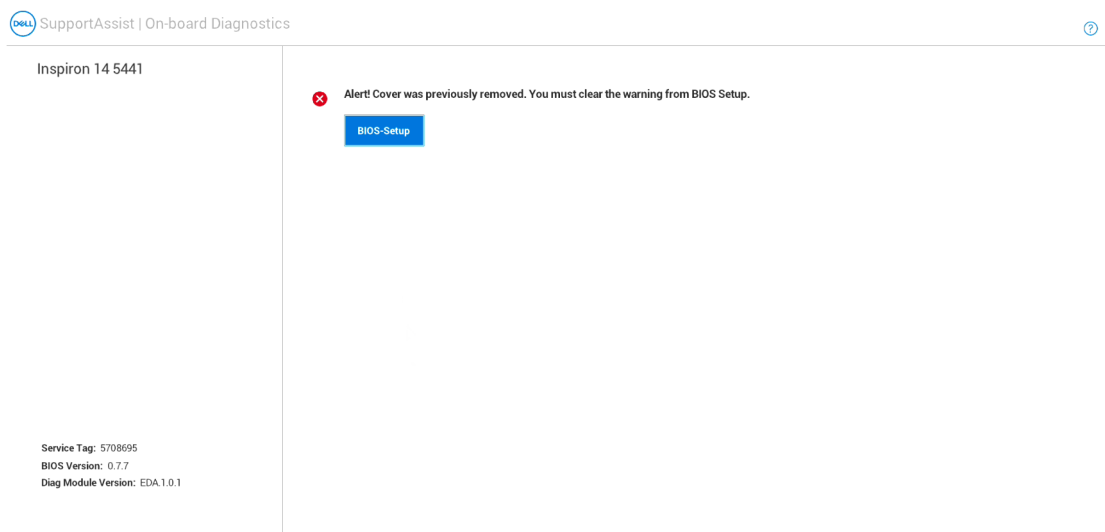 DELL SupportAssist | On-board Diagnostics
?
Inspiron 14 5441
Alert! Cover was previously removed. You must clear the warning from BIOS Setup.
BIOS-Setup
Service Tag: 5708695
BIOS Version: 0.7.7
Diag Module Version: EDA.1.0.1